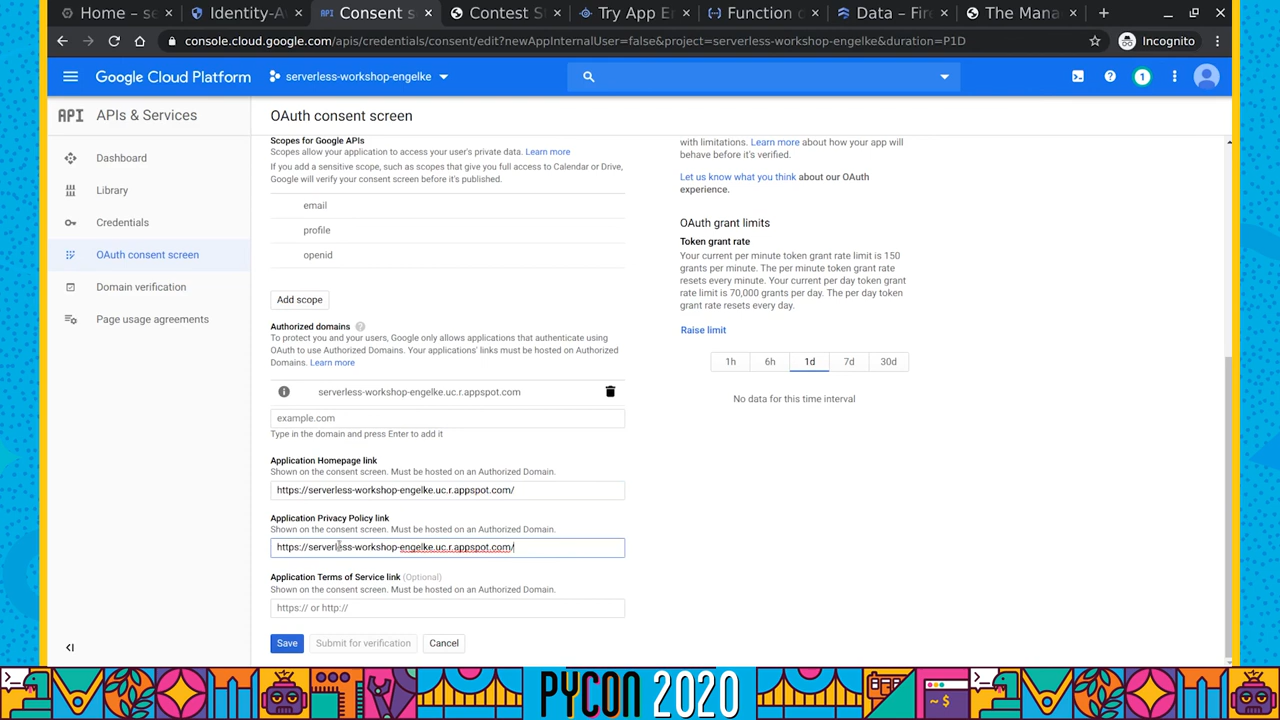 Home – se
Identity-A
Consent s
Contest S
Try App E
Function c
Data – Fire
The Mana
console.cloud.google.com/apis/credentials/consent/edit?newAppInternalUser=false&project=serverless-workshop-engelke&duration=P1D
Incognito
Google Cloud Platform
serverless-workshop-engelke
1
API APIs & Services
OAuth consent screen
Dashboard
Library
Credentials
OAuth consent screen
Domain verification
Page usage agreements
Scopes for Google APIs
Scopes allow your application to access your user's private data. Learn more
If you add a sensitive scope, such as scopes that give you full access to Calendar or Drive,
Google will verify your consent screen before it's published.
email
profile
openid
Add scope
Authorized domains
To protect you and your users, Google only allows applications that authenticate using
OAuth to use Authorized Domains. Your applications' links must be hosted on Authorized
Domains. Learn more
serverless-workshop-engelke.uc.r.appspot.com
example.com
Type in the domain and press Enter to add it
Application Homepage link
Shown on the consent screen. Must be hosted on an Authorized Domain.
https://serverless-workshop-engelke.uc.r.appspot.com/
Application Privacy Policy link
Shown on the consent screen. Must be hosted on an Authorized Domain.
https://serverless-workshop-engelke.uc.r.appspot.com/
Application Terms of Service link (Optional)
Shown on the consent screen. Must be hosted on an Authorized Domain.
https:// or http://
Save
Submit for verification
Cancel
with limitations. Learn more about how your app will
behave before it's verified.
Let us know what you think about our OAuth
experience.
OAuth grant limits
Token grant rate
Your current per minute token grant rate limit is 150
grants per minute. The per minute token grant rate
resets every minute. Your current per day token grant
rate limit is 70,000 grants per day. The per day token
grant rate resets every day.
Raise limit
1h
6h
1d
7d
30d
No data for this time interval
PYCON 2020
~ $